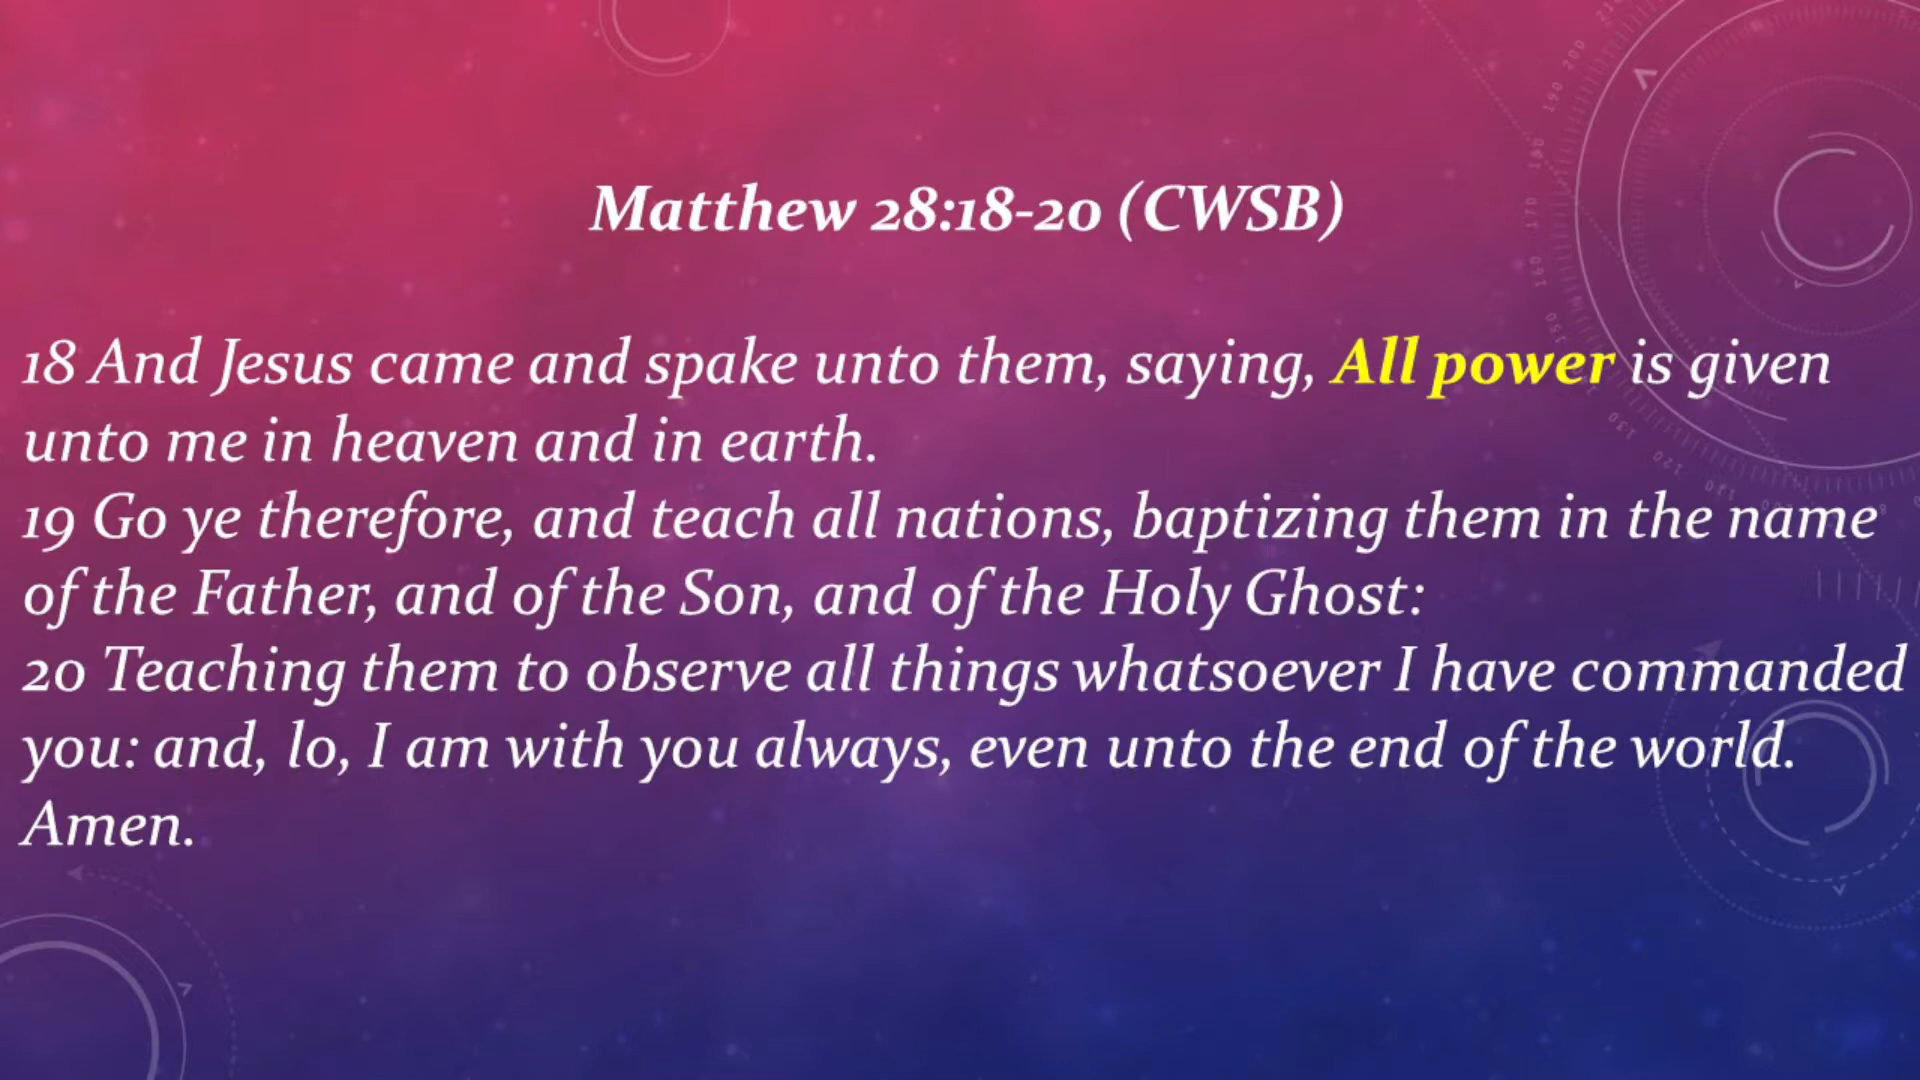 Matthew 28:18-20 (CWSB)
18 And Jesus came and spake unto them, saying, All power is given
unto me in heaven and in earth.
19 Go ye therefore, and teach all nations, baptizing them in the name
of the Father, and of the Son, and of the Holy Ghost:
20 Teaching them to observe all things whatsoever I have commanded
you: and, lo, I am with you always, even unto the end of the world.
Amen.